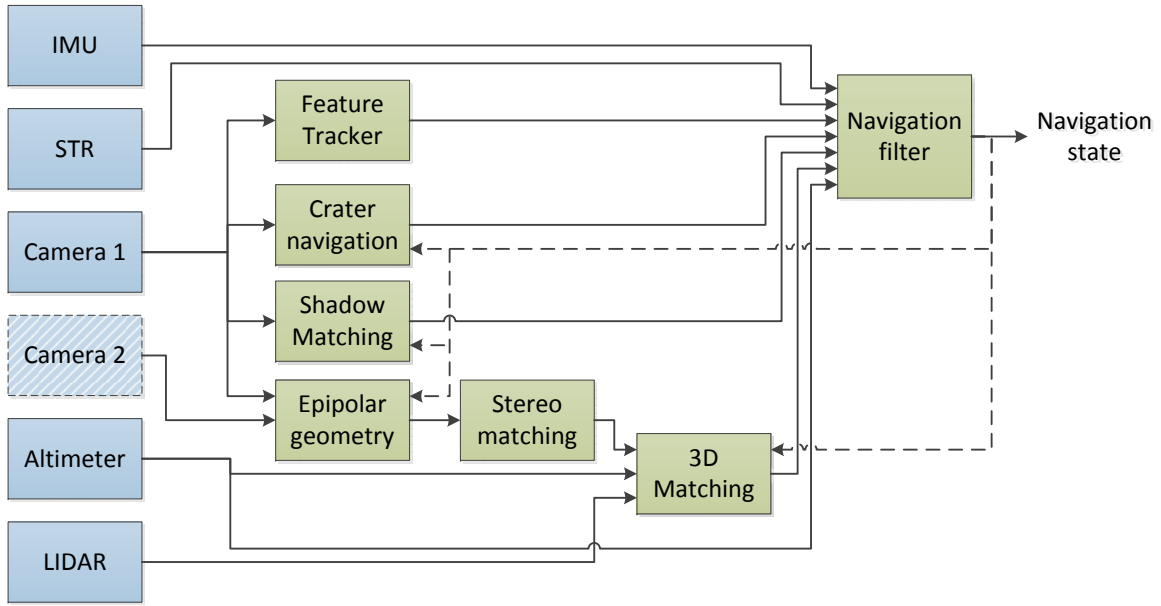 IMU
STR
Camera 1
Camera 2
Altimeter
LIDAR
Feature
Tracker
Crater
navigation
Shadow
Matching
Epipolar
geometry
Stereo
matching
3D
Matching
Navigation
filter
Navigation
state